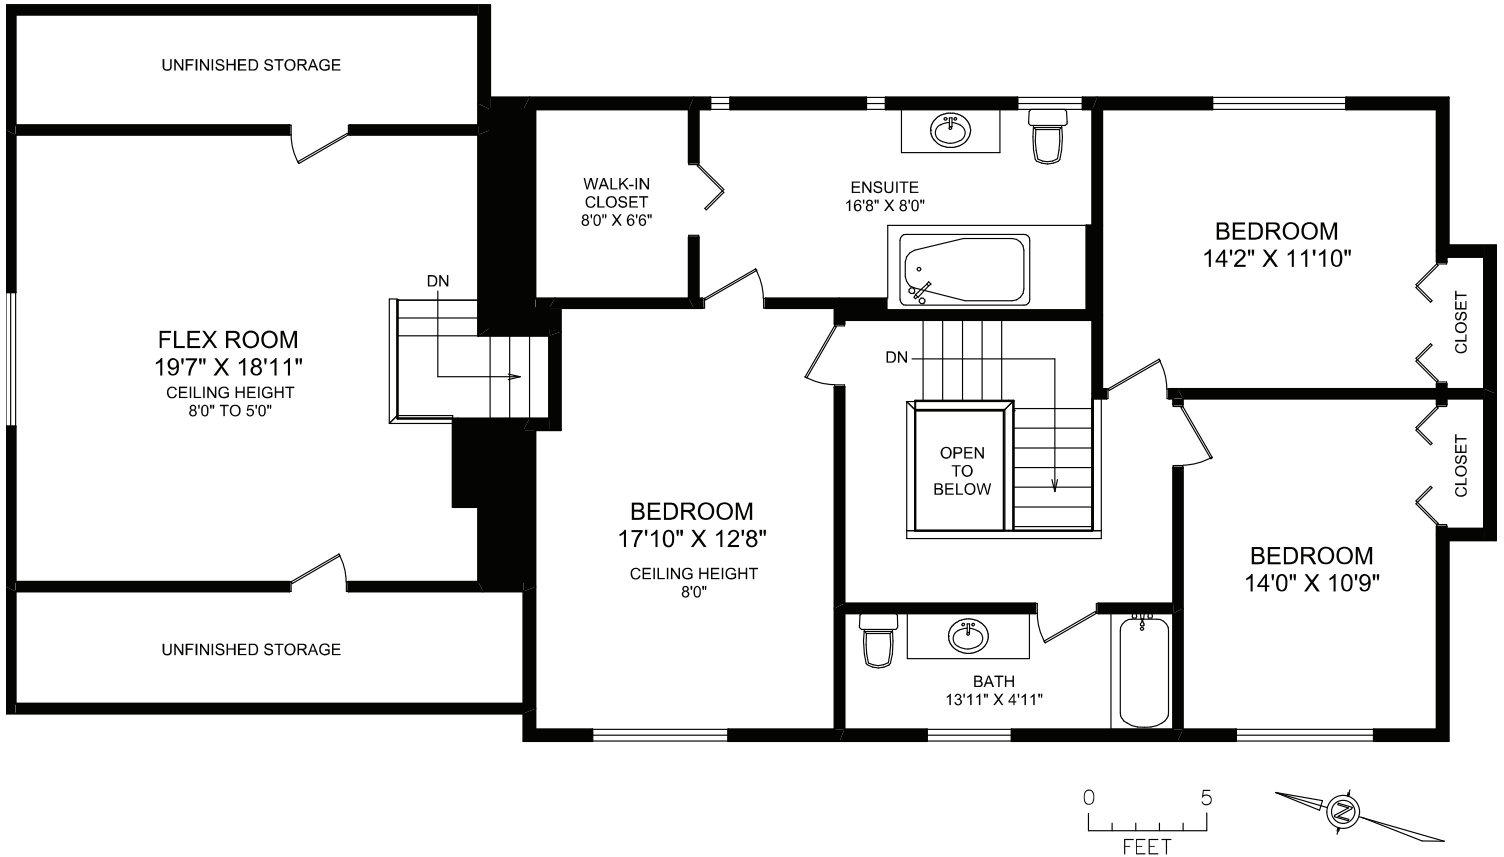 UNFINISHED STORAGE
WALK-IN
CLOSET
8'0" X 6'6"
ENSUITE
16'8" X 8'0"
BEDROOM
14'2" X 11'10"
CLOSET
DN
FLEX ROOM
19'7" X 18'11"
CEILING HEIGHT
8'0" TO 5'0"
DN
OPEN
TO
BELOW
CLOSET
BEDROOM
17'10" X 12'8"
CEILING HEIGHT
8'0"
BEDROOM
14'0" X 10'9"
UNFINISHED STORAGE
BATH
13'11" X 4'11"
0 5
FEET
N